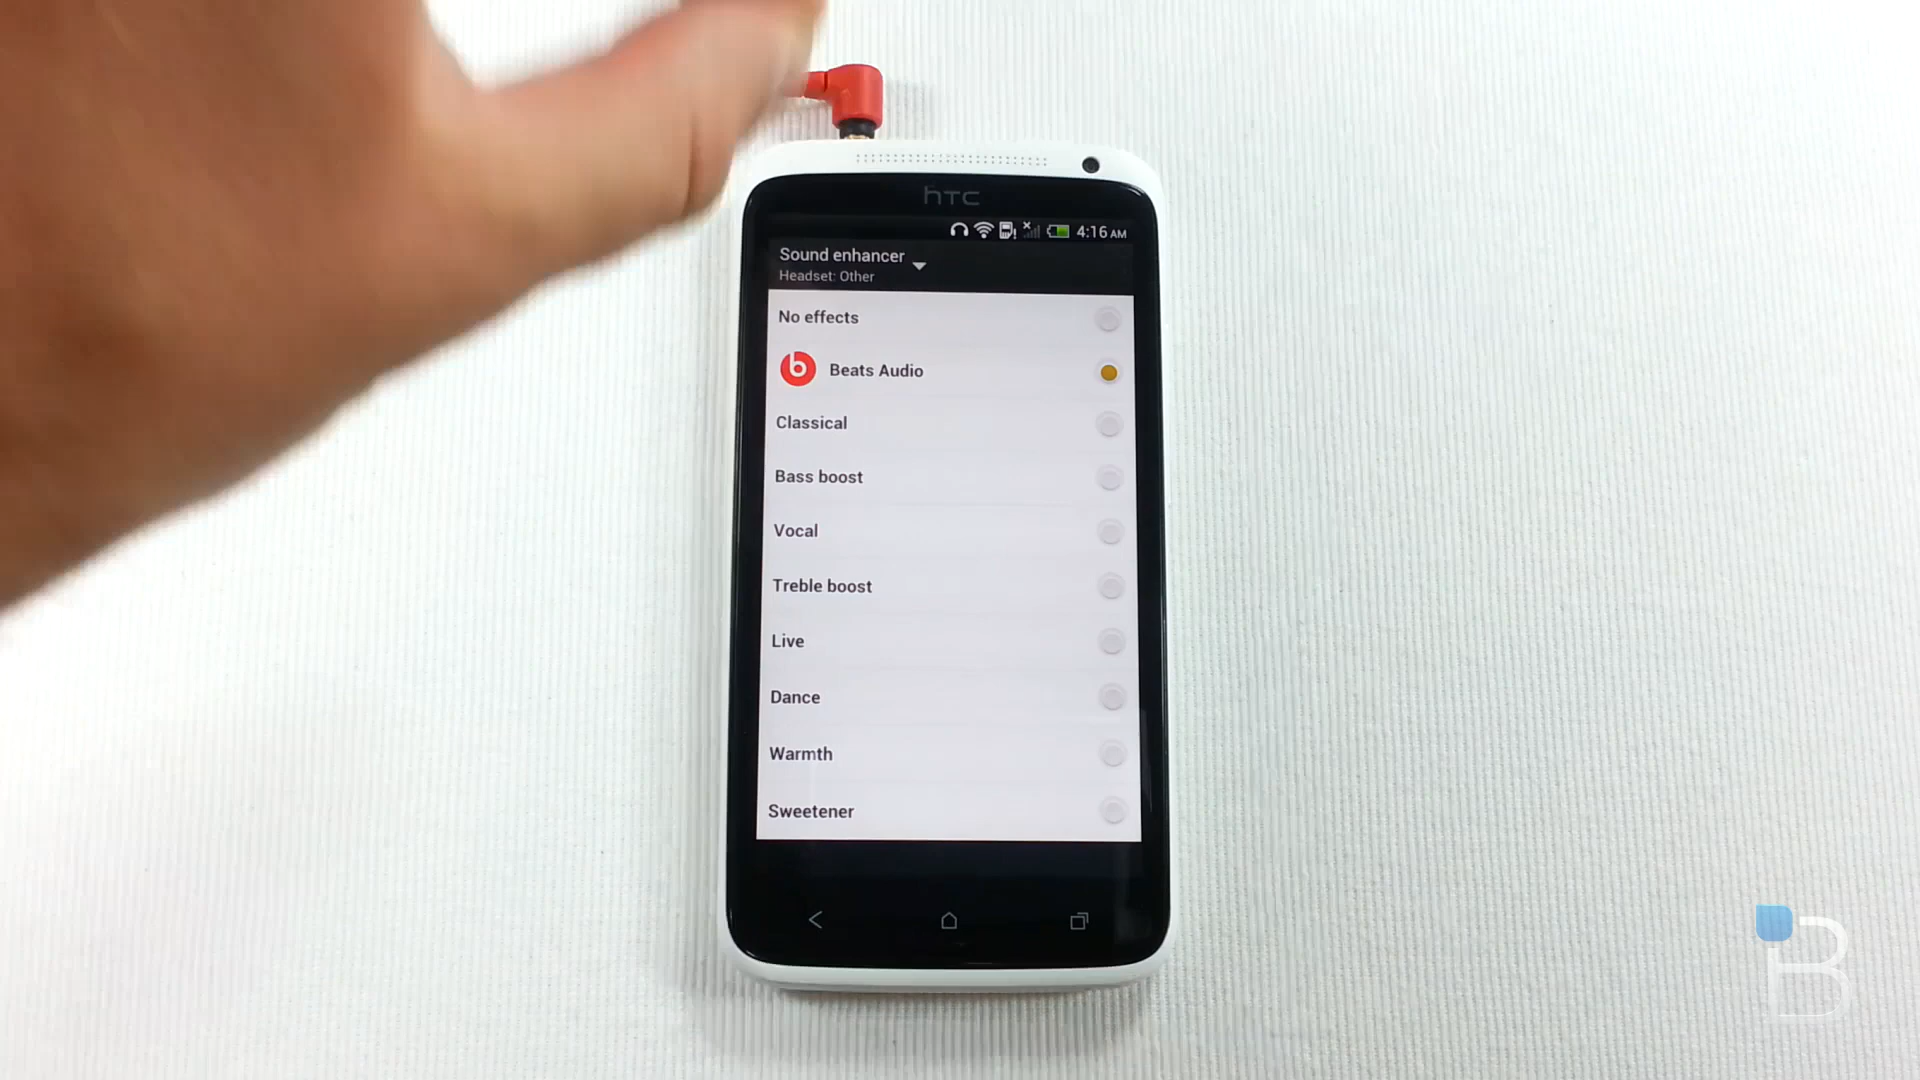 hTC
4:16 AM
Sound enhancer
Headset: Other
No effects
b Beats Audio
Classical
Bass boost
Vocal
Treble boost
Live
Dance
Warmth
Sweetener
B